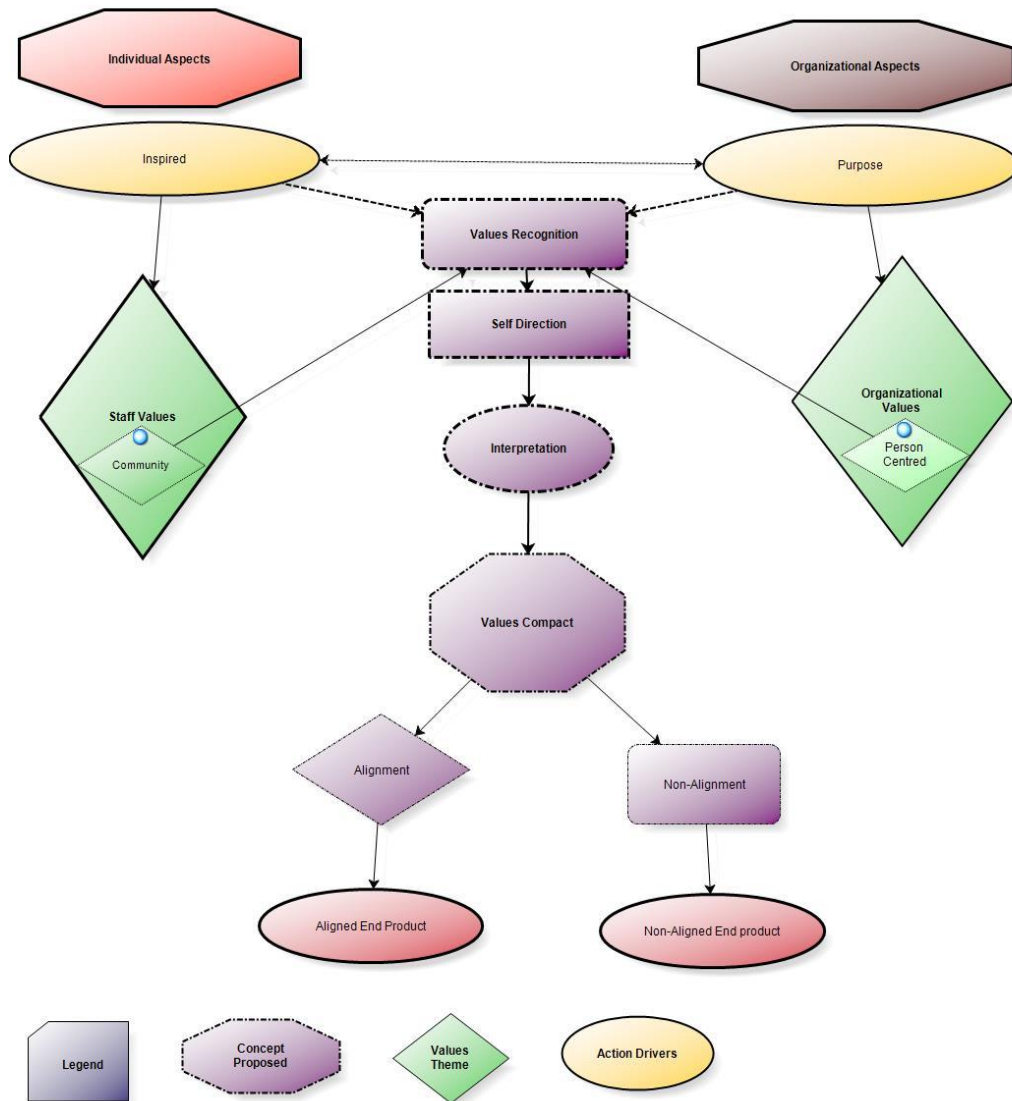 Individual Aspects
Organizational Aspects
Inspired
Purpose
Values Recognition
Self Direction
Staff Values
Community
Organizational
Values
Person
Centred
Interpretation
Values Compact
Alignment
Non-Alignment
Aligned End Product
Non-Aligned End product
Legend
Concept
Proposed
Values
Theme
Action Drivers